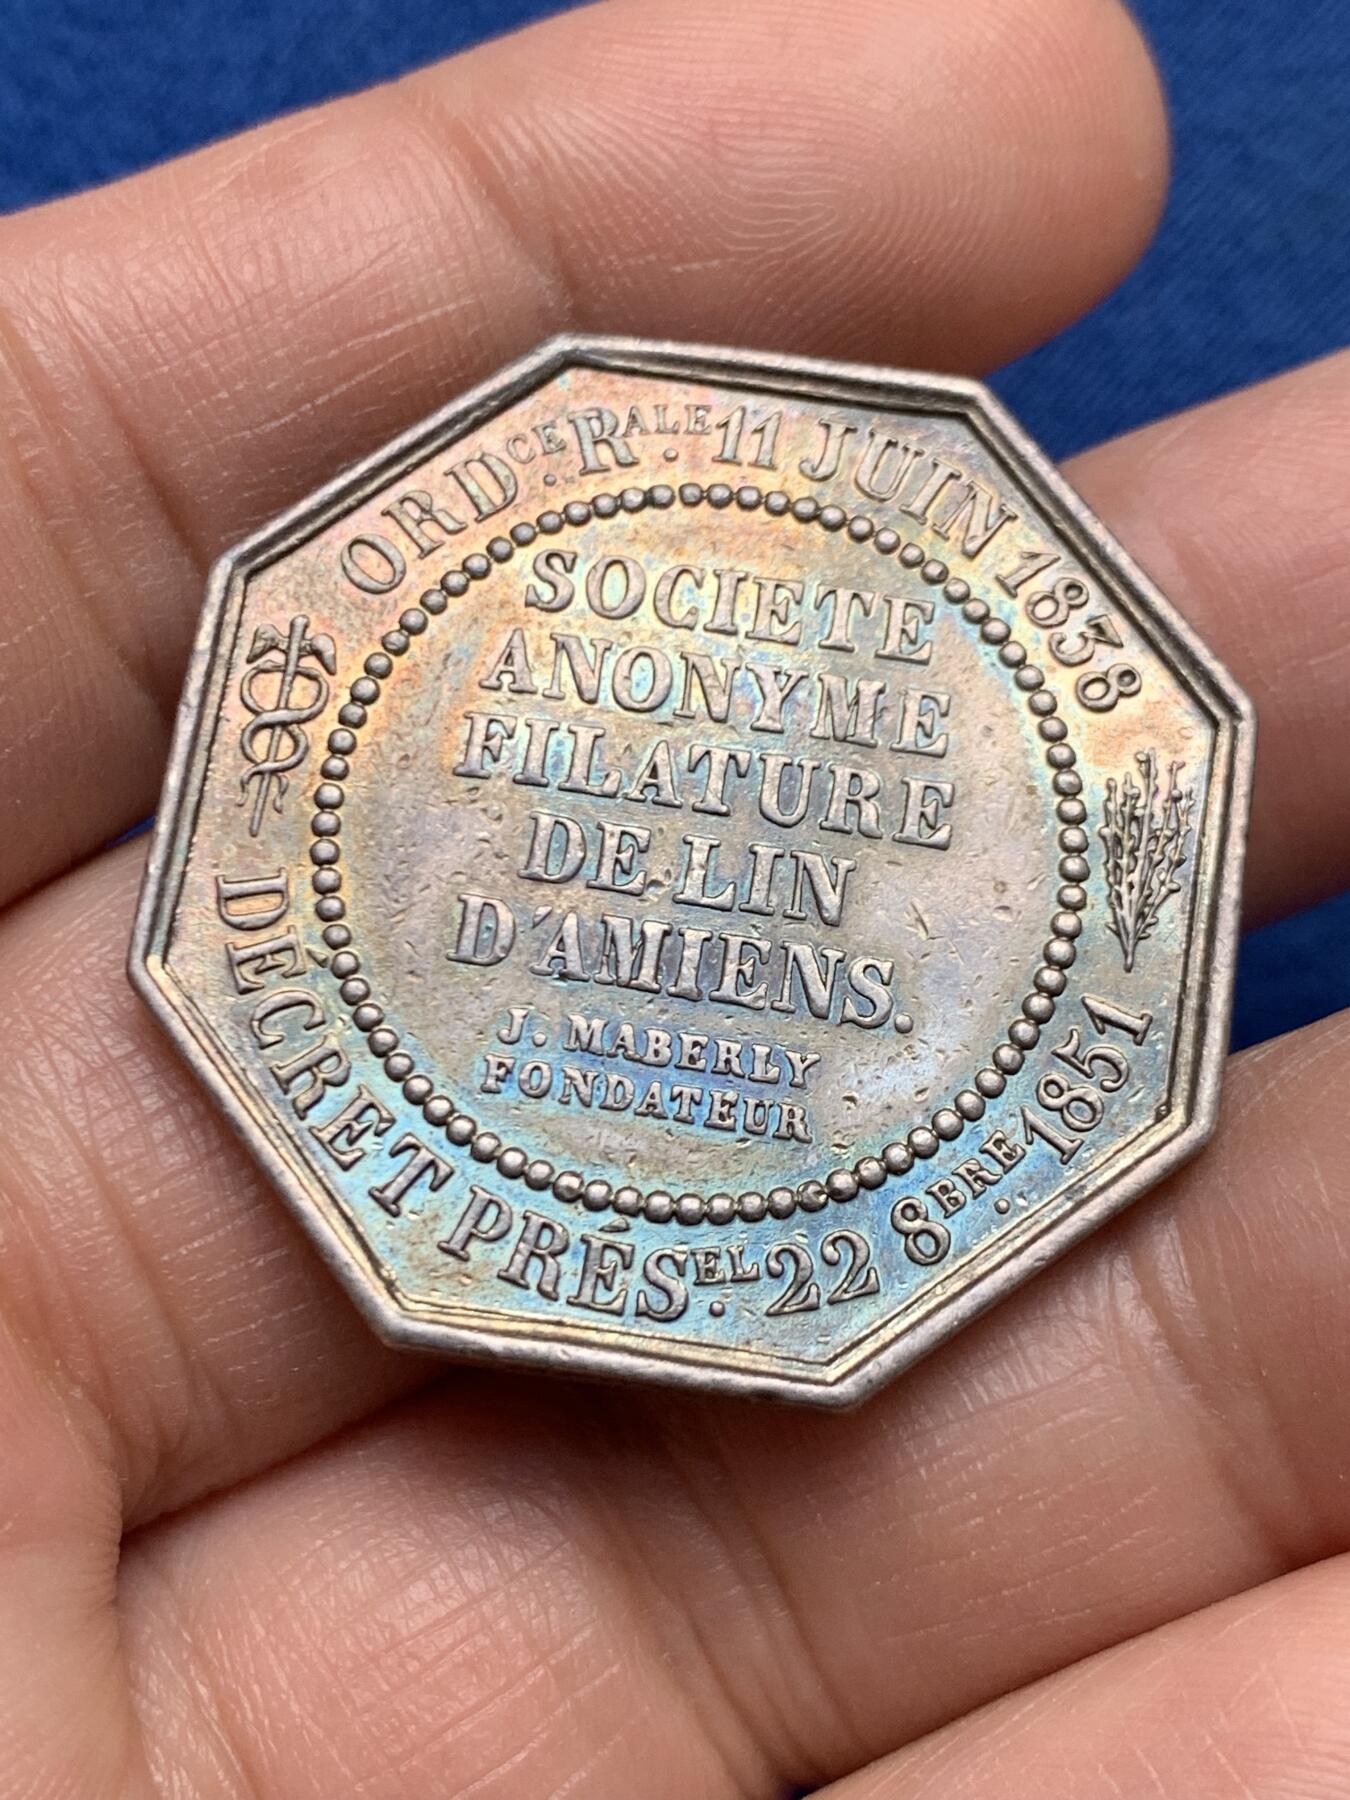 ORDCE. RALE. 11 JUIN 1838
SOCIETE
ANONYME
FILATURE
DE LIN
D'AMIENS.
J. MABERLY
FONDATEUR
DÉCRET PRÉSEL. 22 8BRE. 1851